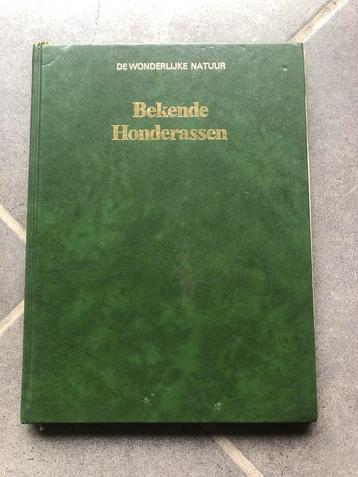 DE WONDERLIJKE NATUUR
Bekende
Honderassen